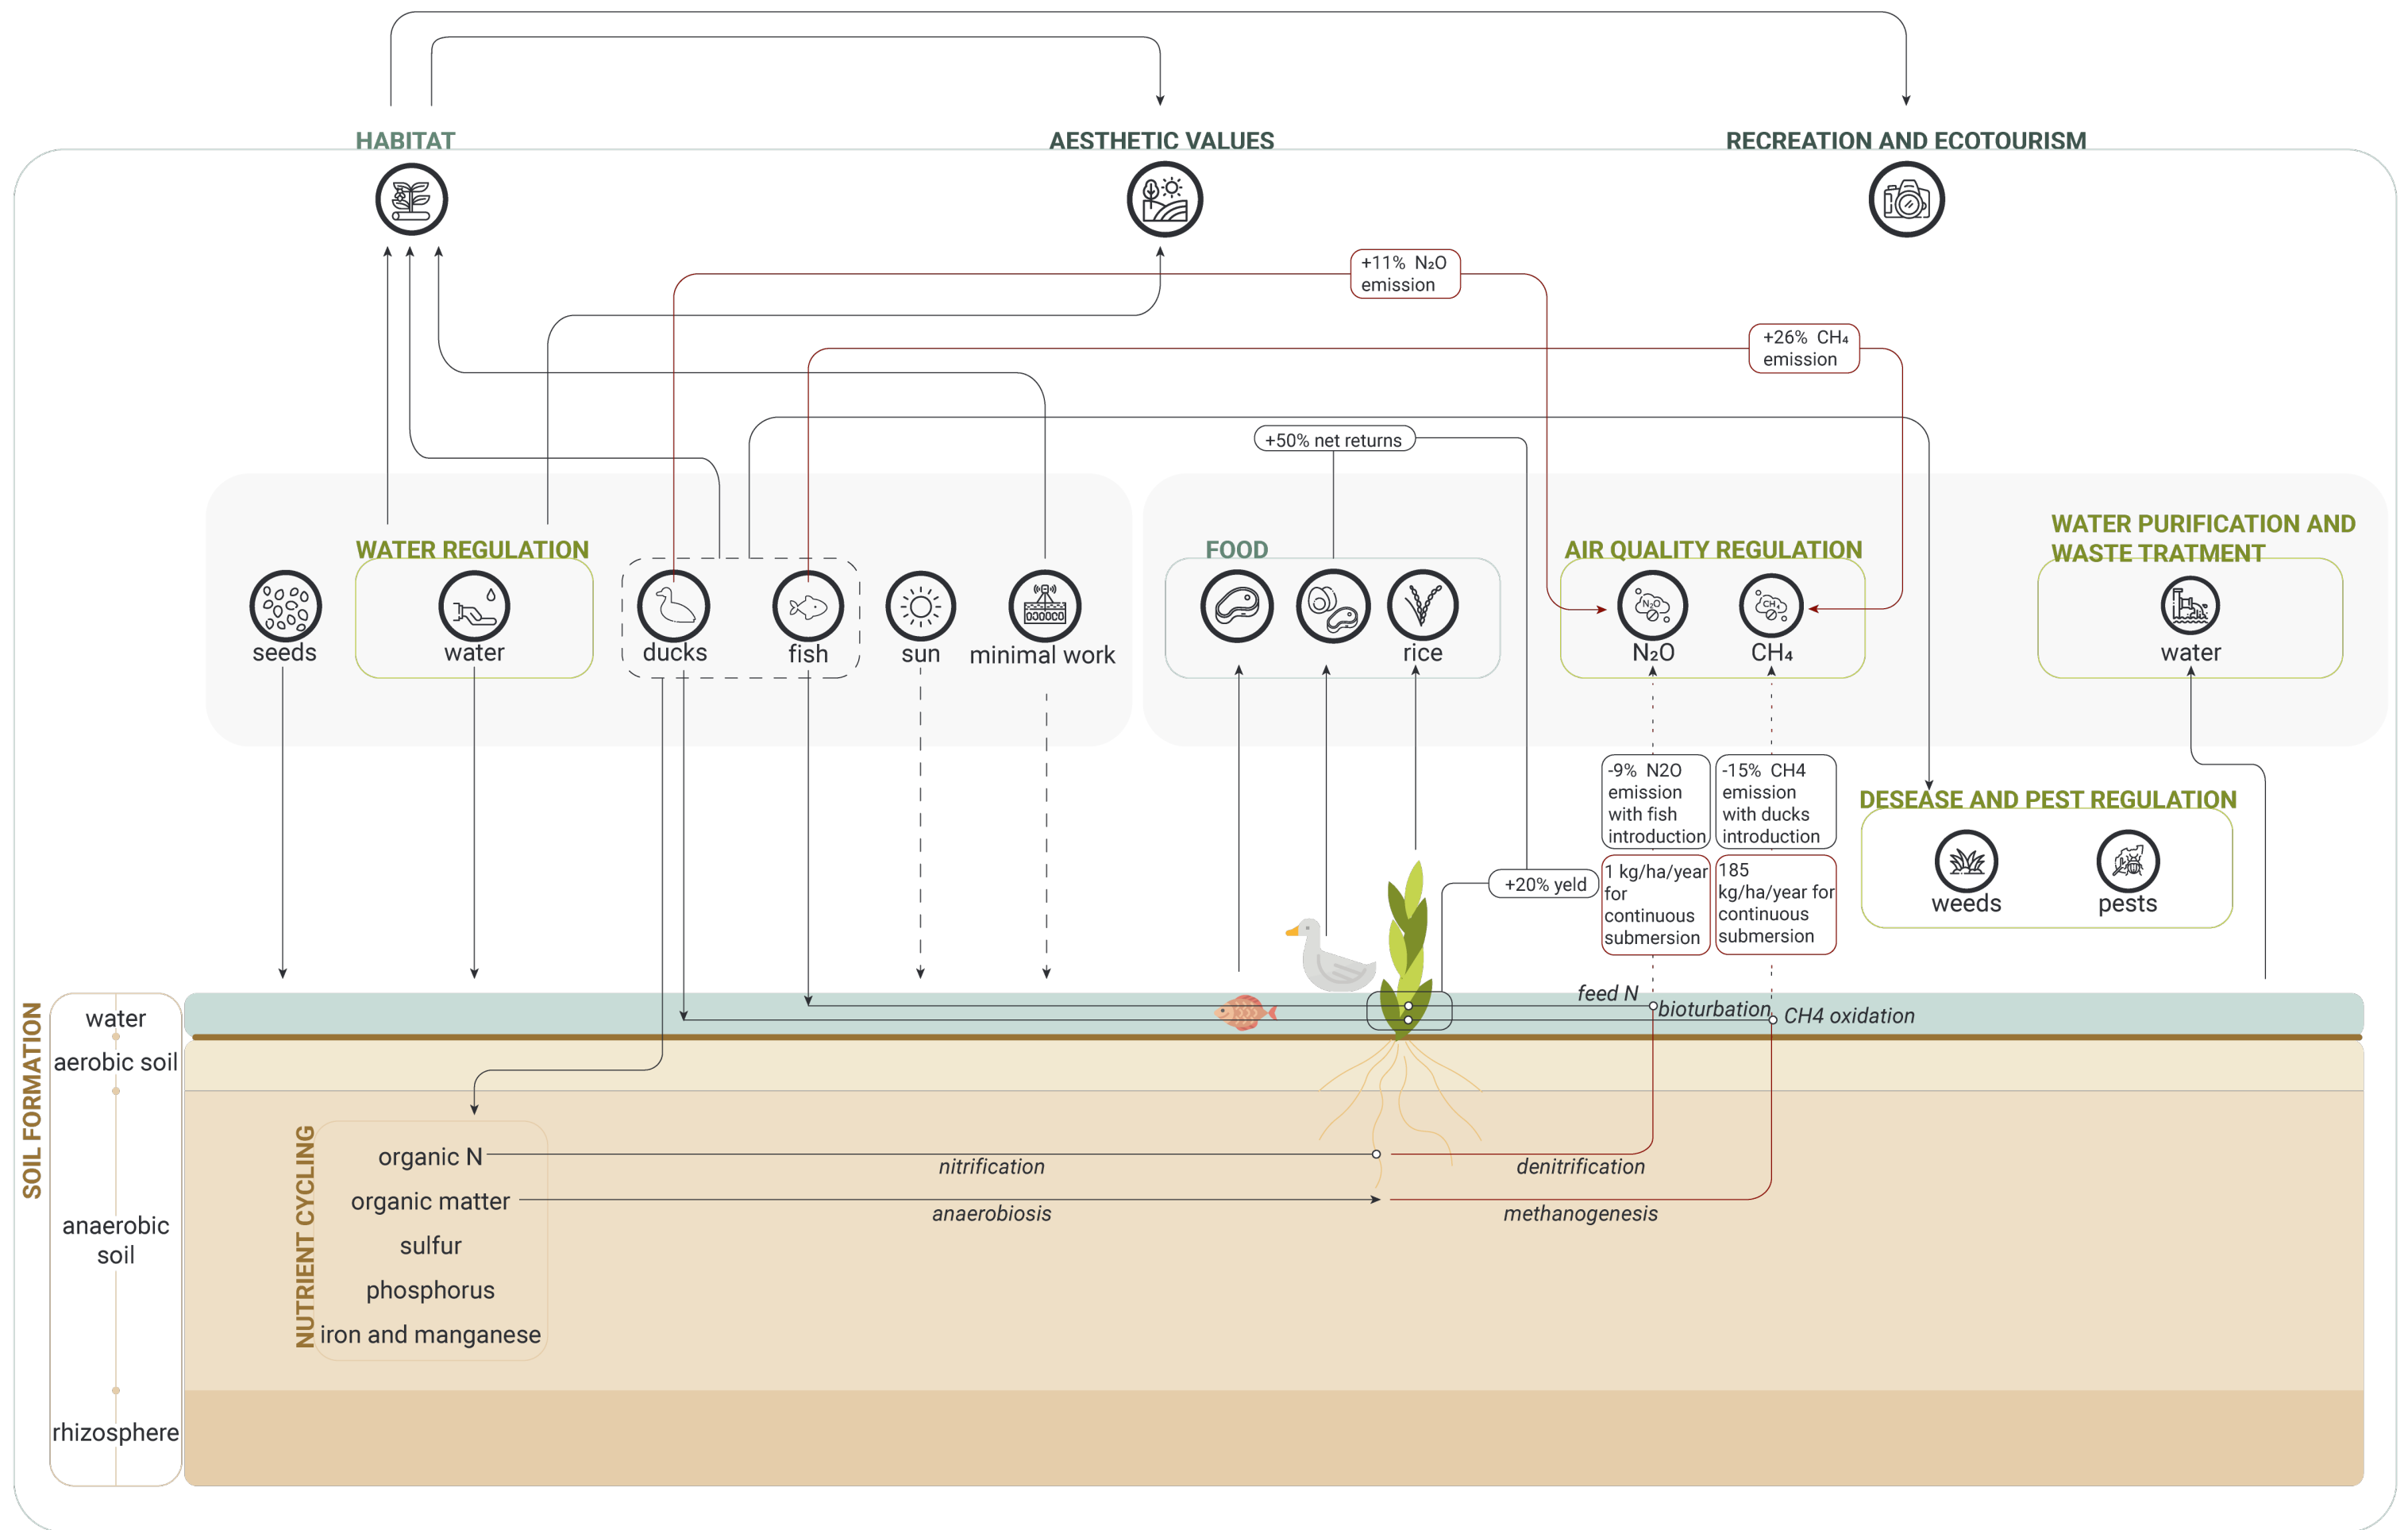 HABITAT
AESTHETIC VALUES
RECREATION AND ECOTOURISM
+11% N₂O
emission
+26% CH₄
emission
+50% net returns
WATER REGULATION
FOOD
AIR QUALITY REGULATION
WATER PURIFICATION AND
WASTE TRATMENT
N₂O
CH₄
seeds
water
ducks
fish
sun
minimal work
rice
N₂O
CH₄
water
-9% N2O
emission
with fish
introduction
-15% CH4
emission
with ducks
introduction
DESEASE AND PEST REGULATION
weeds
pests
1 kg/ha/year
for
continuous
submersion
185
kg/ha/year for
continuous
submersion
+20% yeld
SOIL FORMATION
water
aerobic soil
anaerobic
soil
rhizosphere
feed N
bioturbation
CH4 oxidation
NUTRIENT CYCLING
organic N
organic matter
sulfur
phosphorus
iron and manganese
nitrification
denitrification
anaerobiosis
methanogenesis